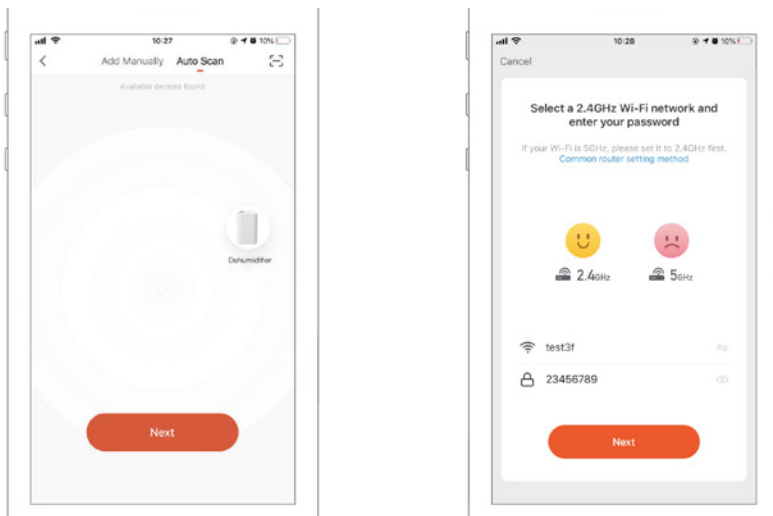 10:27
10%
Add Manually Auto Scan
Available devices found
Dehumidifier
Next
10:28
10%
Cancel
Select a 2.4GHz Wi-Fi network and
enter your password
If your Wi-Fi is 5GHz, please set it to 2.4GHz first.
Common router setting method
2.4GHz
5GHz
test3f
23456789
Next